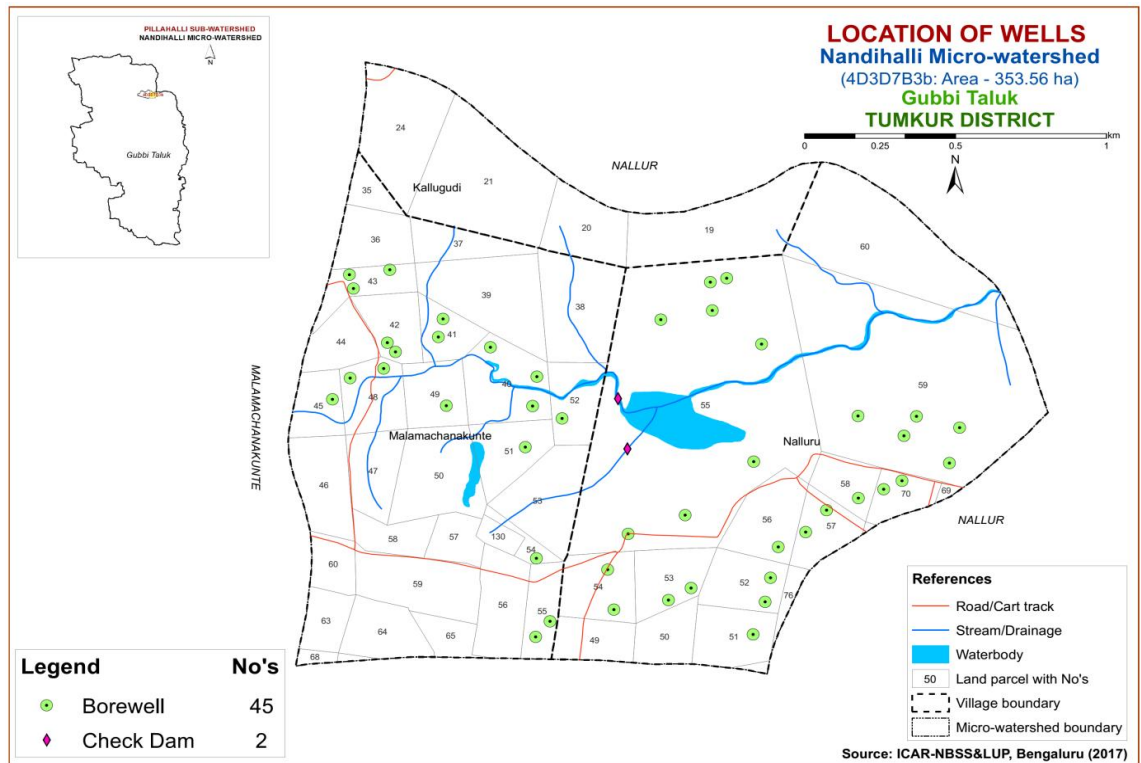 PILLAHALLI SUB-WATERSHED
NANDIHALLI MICRO-WATERSHED
N
Gubbi Taluk
LOCATION OF WELLS
Nandihalli Micro-watershed
(4D3D7B3b: Area - 353.56 ha)
Gubbi Taluk
TUMKUR DISTRICT
km
0 0.25 0.5 1
N
NALLUR
24
21
35
Kallugudi
20
19
60
36
37
43
39
38
42
41
44
40
59
45
48
49
52
55
Malamachanakunte
Nalluru
51
MALAMACHANAKUNTE
46
47
50
58
70
69
53
57
NALLUR
56
58
57
130
54
60
59
54
53
52
76
56
55
63
64
65
49
50
51
68
Legend No's
Borewell 45
Check Dam 2
References
Road/Cart track
Stream/Drainage
Waterbody
50 Land parcel with No's
Village boundary
Micro-watershed boundary
Source: ICAR-NBSS&LUP, Bengaluru (2017)